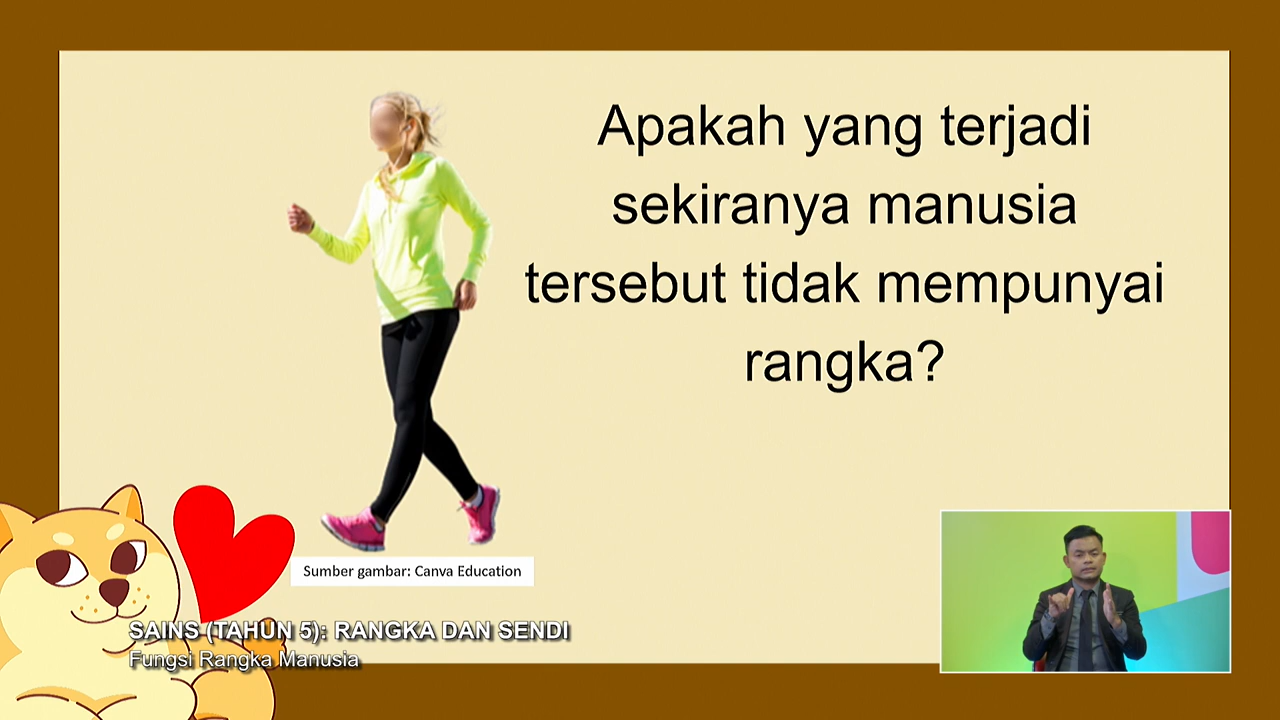 Apakah yang terjadi
sekiranya manusia
tersebut tidak mempunyai
rangka?
Sumber gambar: Canva Education
SAINS (TAHUN 5): RANGKA DAN SENDI
Fungsi Rangka Manusia